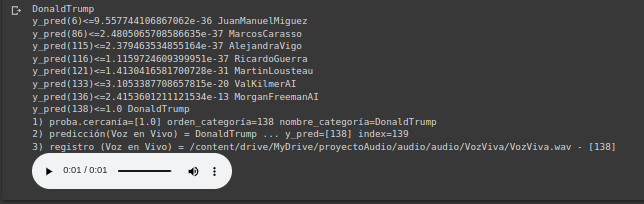 DonaldTrump
y_pred(6)<=9.557744106867062e-36 JuanManuelMiguez
y_pred(86)<=2.4805065708586635e-37 MarcosCarasso
y_pred(115)<=2.379463534855164e-37 AlejandraVigo
y_pred(116)<=1.1159724609399951e-37 RicardoGuerra
y_pred(121)<=1.4130416581700728e-31 MartinLousteau
y_pred(133)<=3.1053387708657815e-20 ValKilmerAI
y_pred(136)<=2.4153601211121534e-13 MorganFreemanAI
y_pred(138)<=1.0 DonaldTrump
1) proba.cercanía=[1.0] orden_categoría=138 nombre_categoría=DonaldTrump
2) predicción(Voz en Vivo) = DonaldTrump ... y_pred=[138] index=139
3) registro (Voz en Vivo) = /content/drive/MyDrive/proyectoAudio/audio/audio/VozViva/VozViva.wav - [138]
0:01 / 0:01